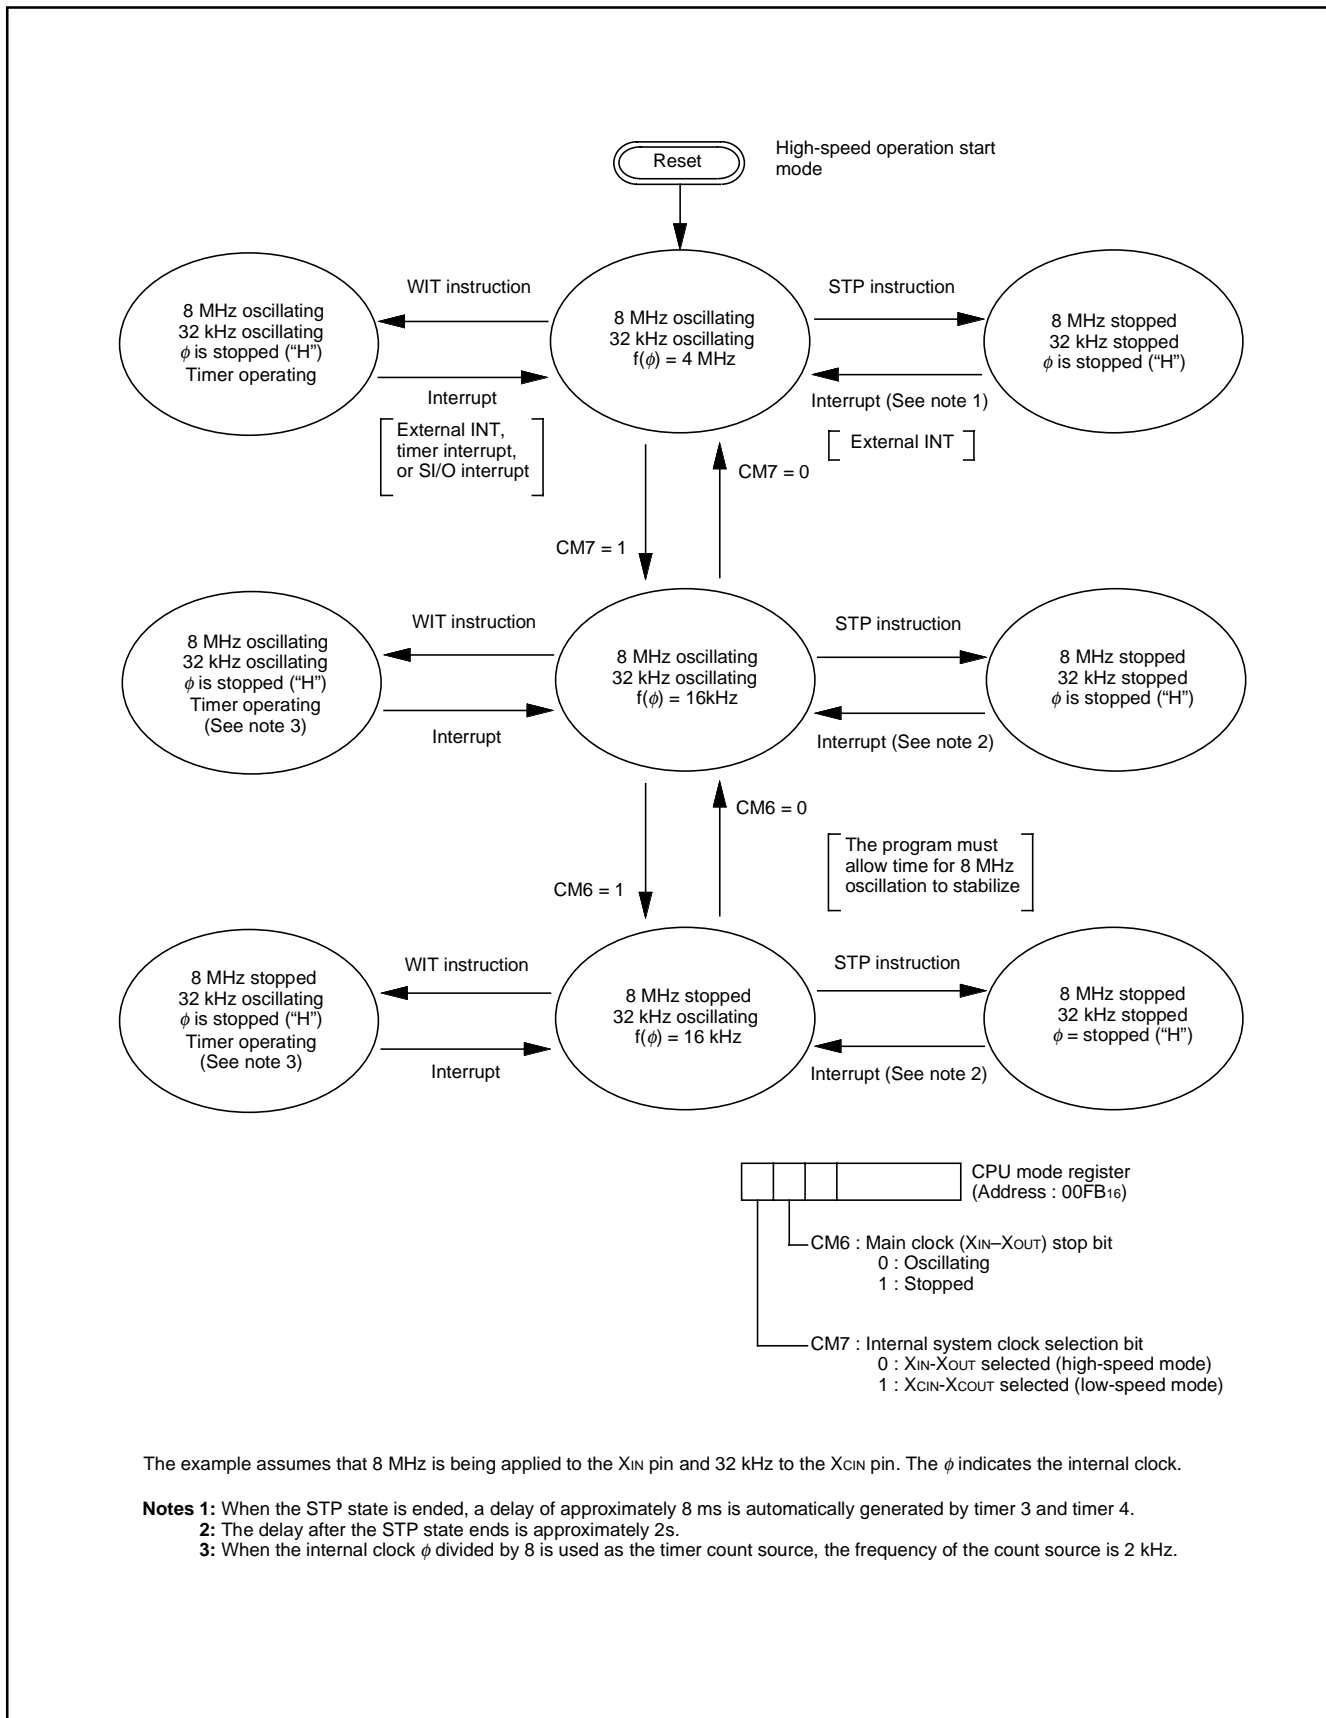 Reset
High-speed operation start
mode
8 MHz oscillating
32 kHz oscillating
ϕ is stopped (“H”)
Timer operating
WIT instruction
Interrupt
External INT,
timer interrupt,
or SI/O interrupt
8 MHz oscillating
32 kHz oscillating
f(ϕ) = 4 MHz
STP instruction
Interrupt (See note 1)
External INT
8 MHz stopped
32 kHz stopped
ϕ is stopped (“H”)
CM7 = 1
CM7 = 0
8 MHz oscillating
32 kHz oscillating
ϕ is stopped (“H”)
Timer operating
(See note 3)
WIT instruction
Interrupt
8 MHz oscillating
32 kHz oscillating
f(ϕ) = 16kHz
STP instruction
Interrupt (See note 2)
8 MHz stopped
32 kHz stopped
ϕ is stopped (“H”)
CM6 = 1
CM6 = 0
The program must
allow time for 8 MHz
oscillation to stabilize
8 MHz stopped
32 kHz oscillating
ϕ is stopped (“H”)
Timer operating
(See note 3)
WIT instruction
Interrupt
8 MHz stopped
32 kHz oscillating
f(ϕ) = 16 kHz
STP instruction
Interrupt (See note 2)
8 MHz stopped
32 kHz stopped
ϕ = stopped (“H”)
CPU mode register
(Address : 00FB16)
CM6 : Main clock (XIN–XOUT) stop bit
0 : Oscillating
1 : Stopped
CM7 : Internal system clock selection bit
0 : XIN-XOUT selected (high-speed mode)
1 : XCIN-XCOUT selected (low-speed mode)
The example assumes that 8 MHz is being applied to the XIN pin and 32 kHz to the XCIN pin. The ϕ indicates the internal clock.
Notes 1: When the STP state is ended, a delay of approximately 8 ms is automatically generated by timer 3 and timer 4.
2: The delay after the STP state ends is approximately 2s.
3: When the internal clock ϕ divided by 8 is used as the timer count source, the frequency of the count source is 2 kHz.